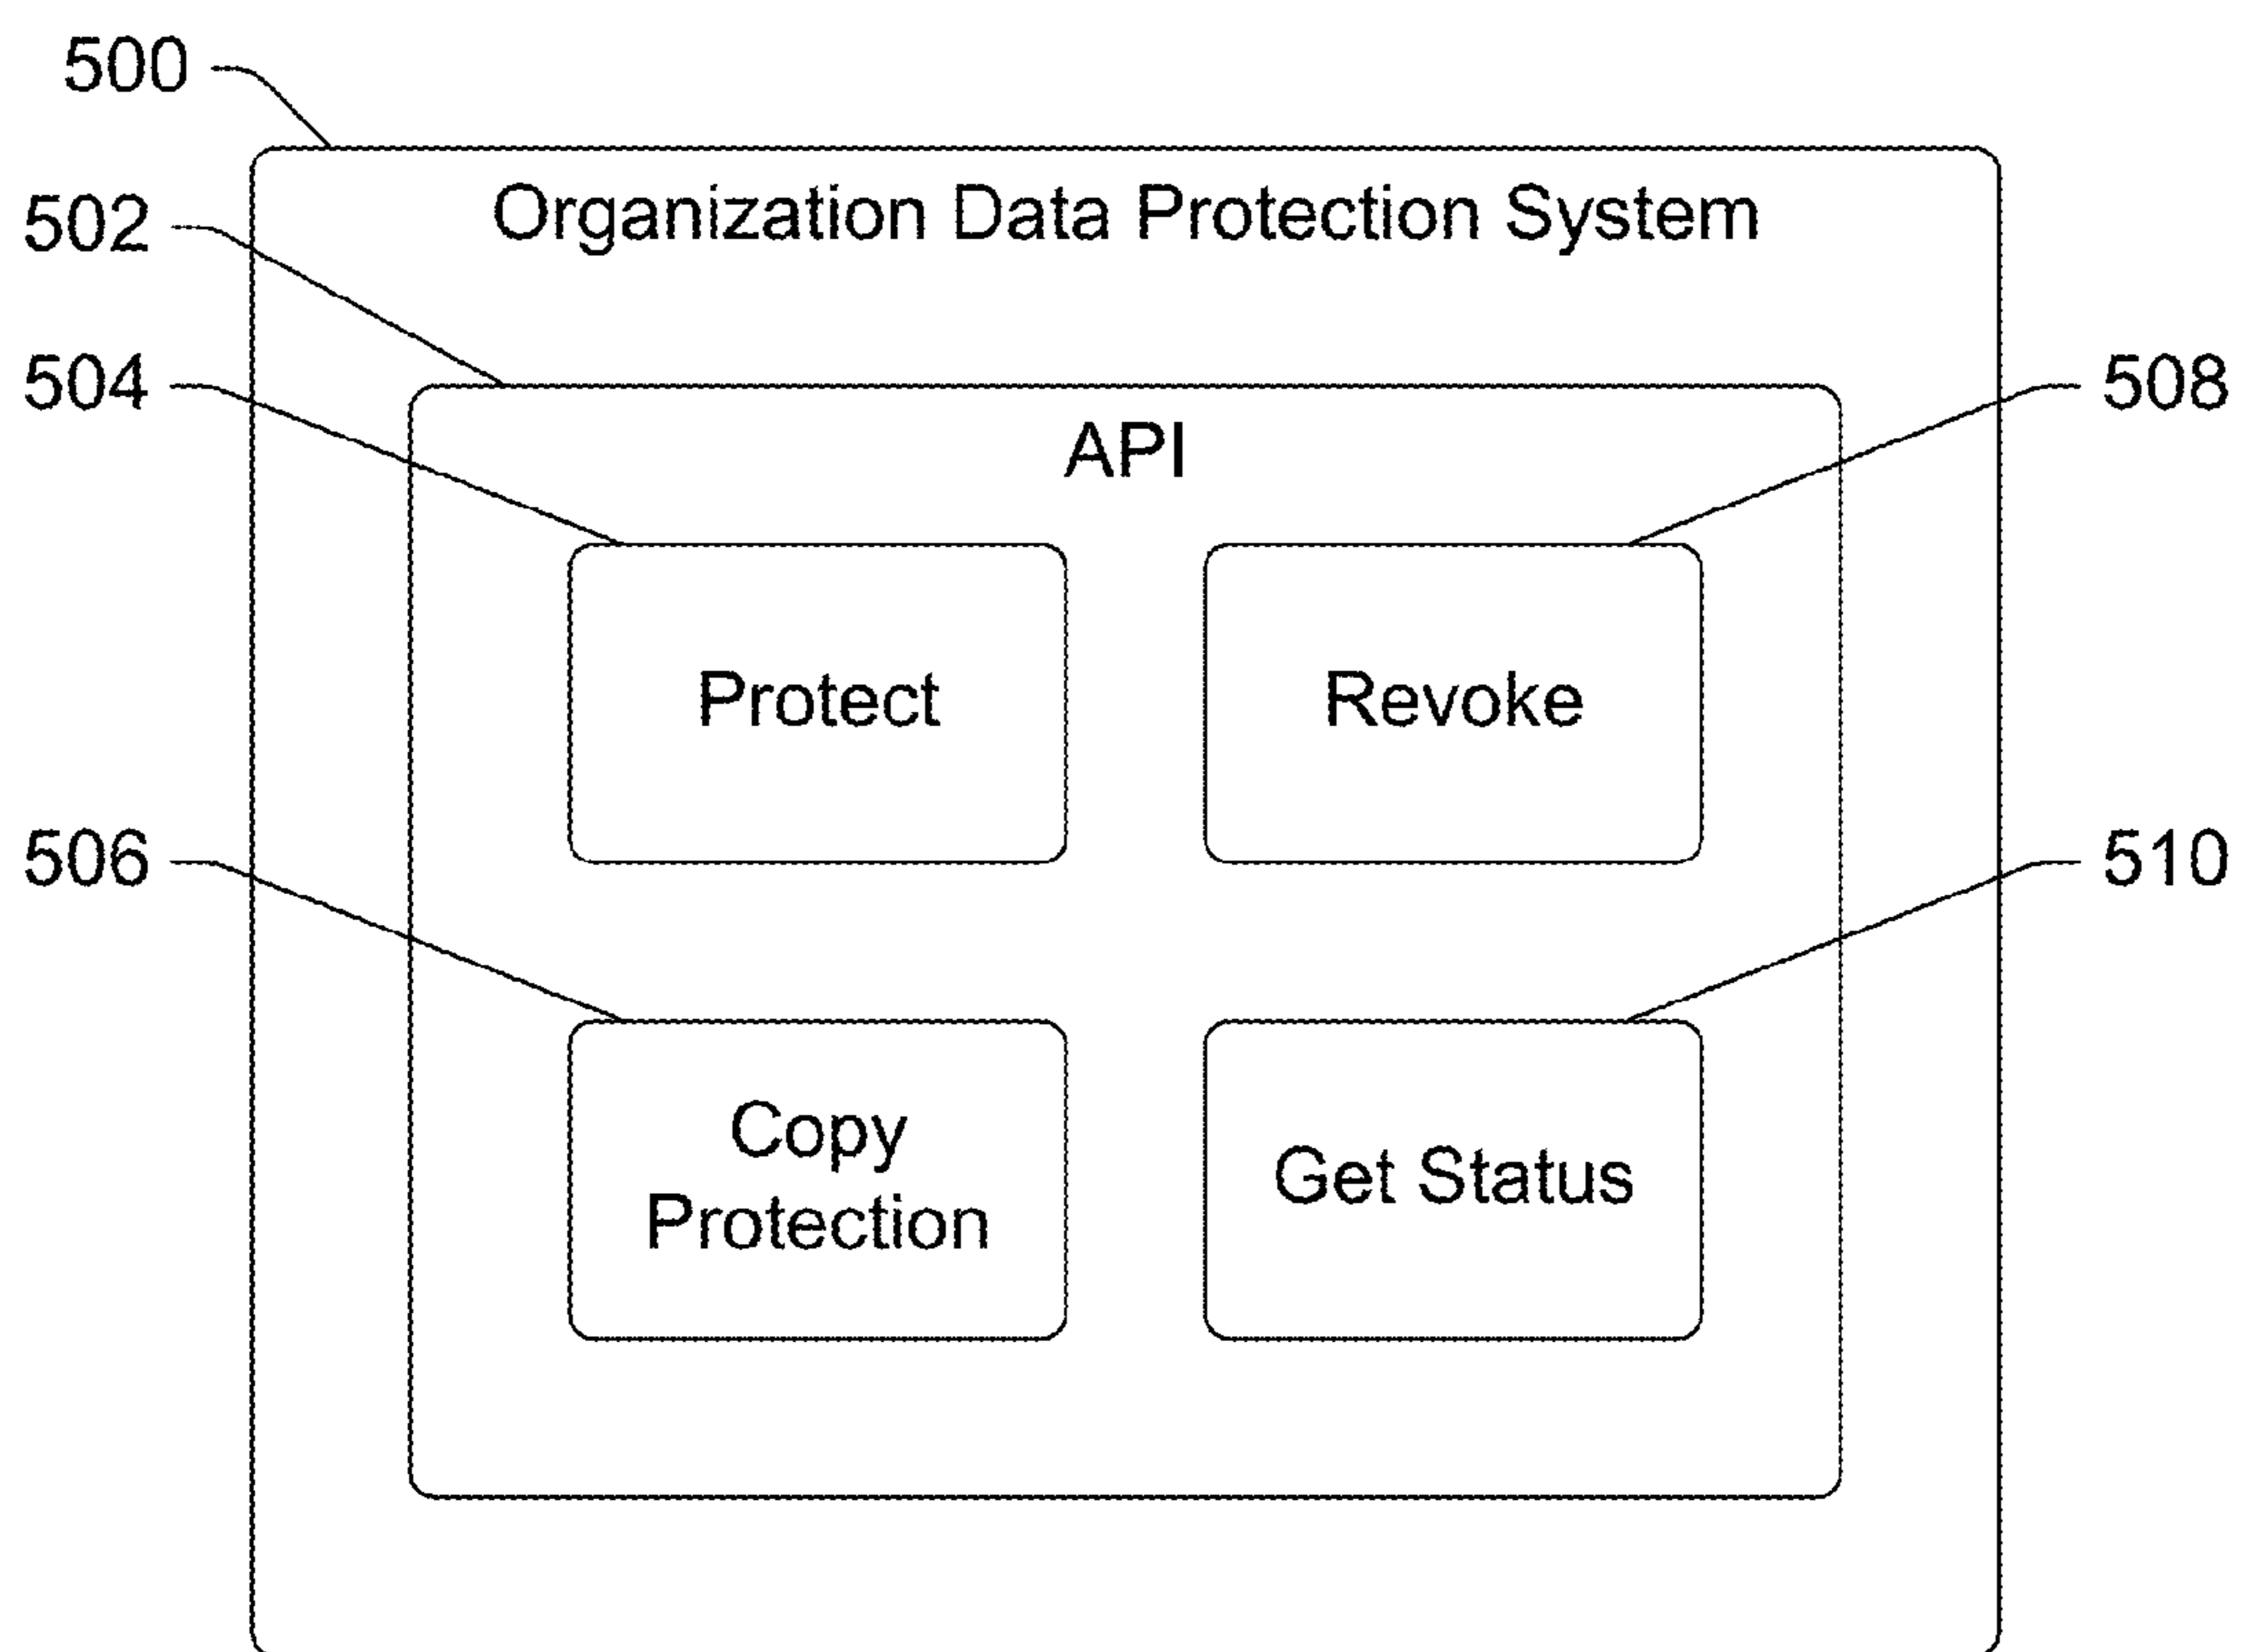 500
Organization Data Protection System
502
504
508
API
Protect
Revoke
506
510
Copy
Protection
Get Status